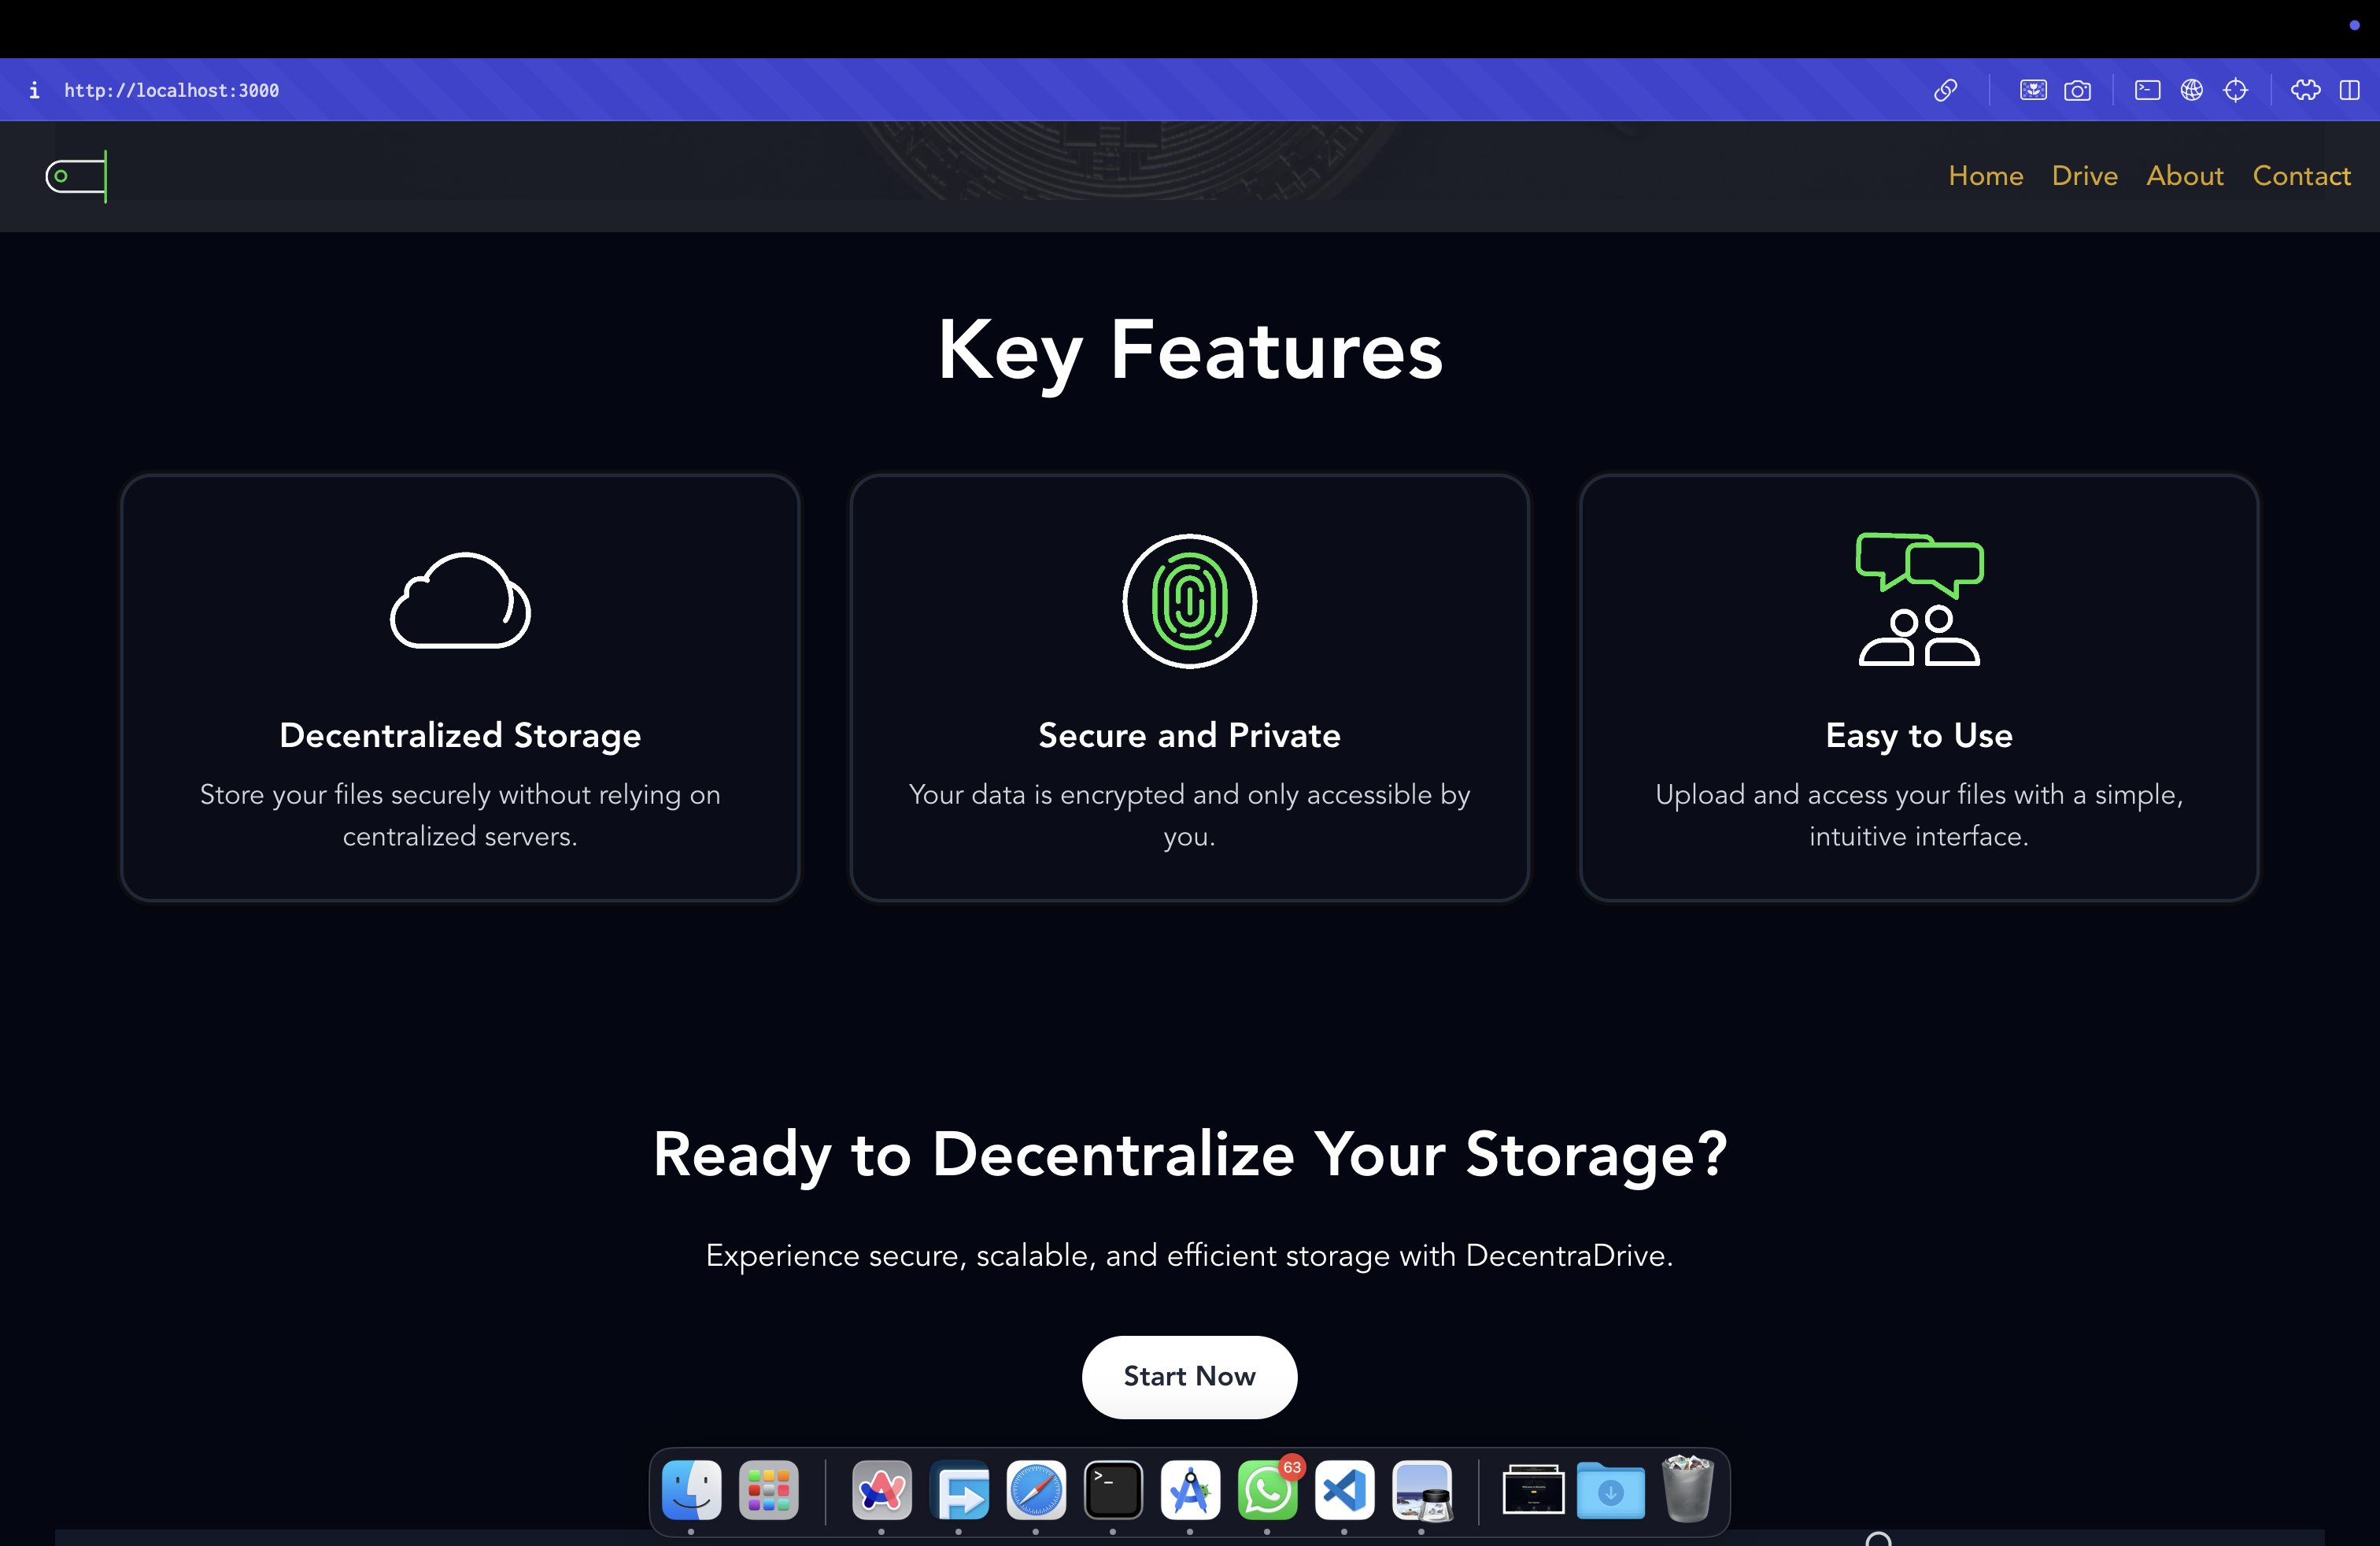 i http://localhost:3000
Home Drive About Contact
Key Features
Decentralized Storage
Store your files securely without relying on
centralized servers.
Secure and Private
Your data is encrypted and only accessible by
you.
Easy to Use
Upload and access your files with a simple,
intuitive interface.
Ready to Decentralize Your Storage?
Experience secure, scalable, and efficient storage with DecentraDrive.
Start Now
63